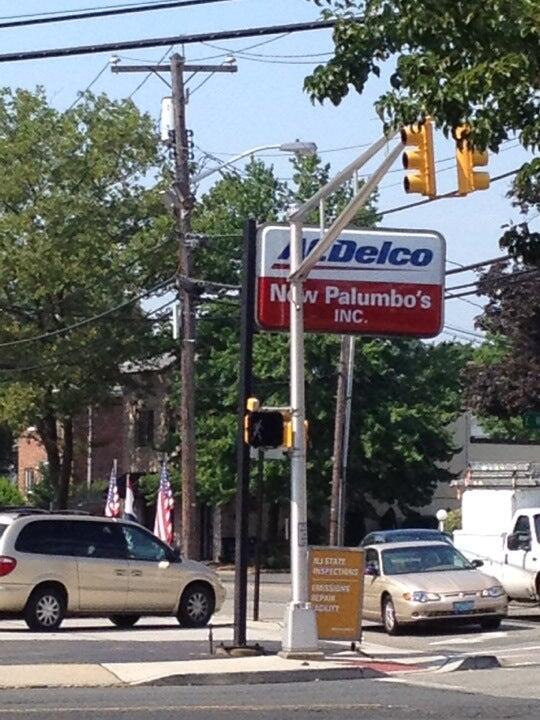 ACDelco
New Palumbo's
INC.
NJ STATE
INSPECTIONS
EMISSIONS
REPAIR
FACILITY